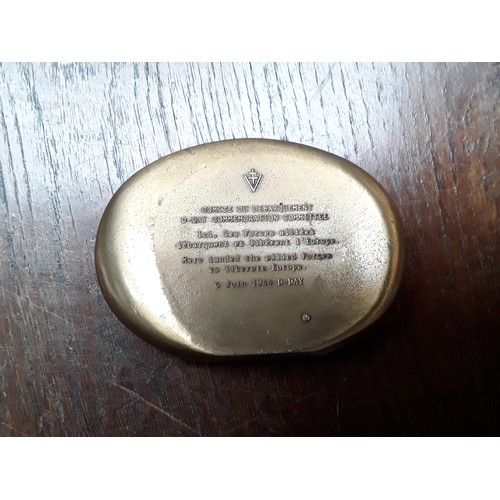 COMITE DU DEBARQUEMENT
D-DAY COMMEMORATION COMMITTEE
Ici, les Forces alliées
débarquent et libèrent l'Europe.
Here landed the allied Forces
to liberate Europe.
6 Juin 1944 D-DAY